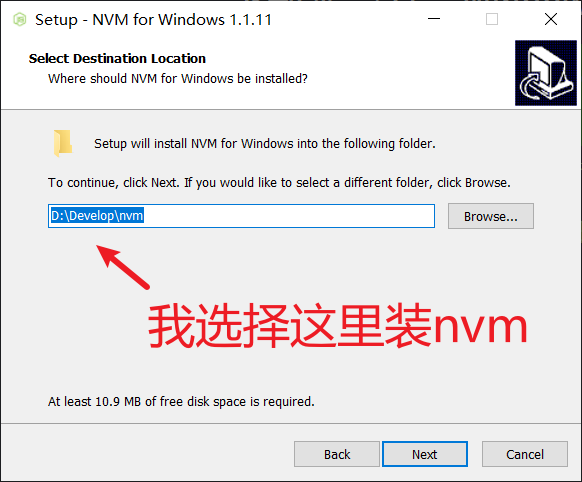 Setup - NVM for Windows 1.1.11
Select Destination Location
Where should NVM for Windows be installed?
Setup will install NVM for Windows into the following folder.
To continue, click Next. If you would like to select a different folder, click Browse.
D:\Develop\nvm
Browse...
我选择这里装nvm
At least 10.9 MB of free disk space is required.
Back
Next
Cancel